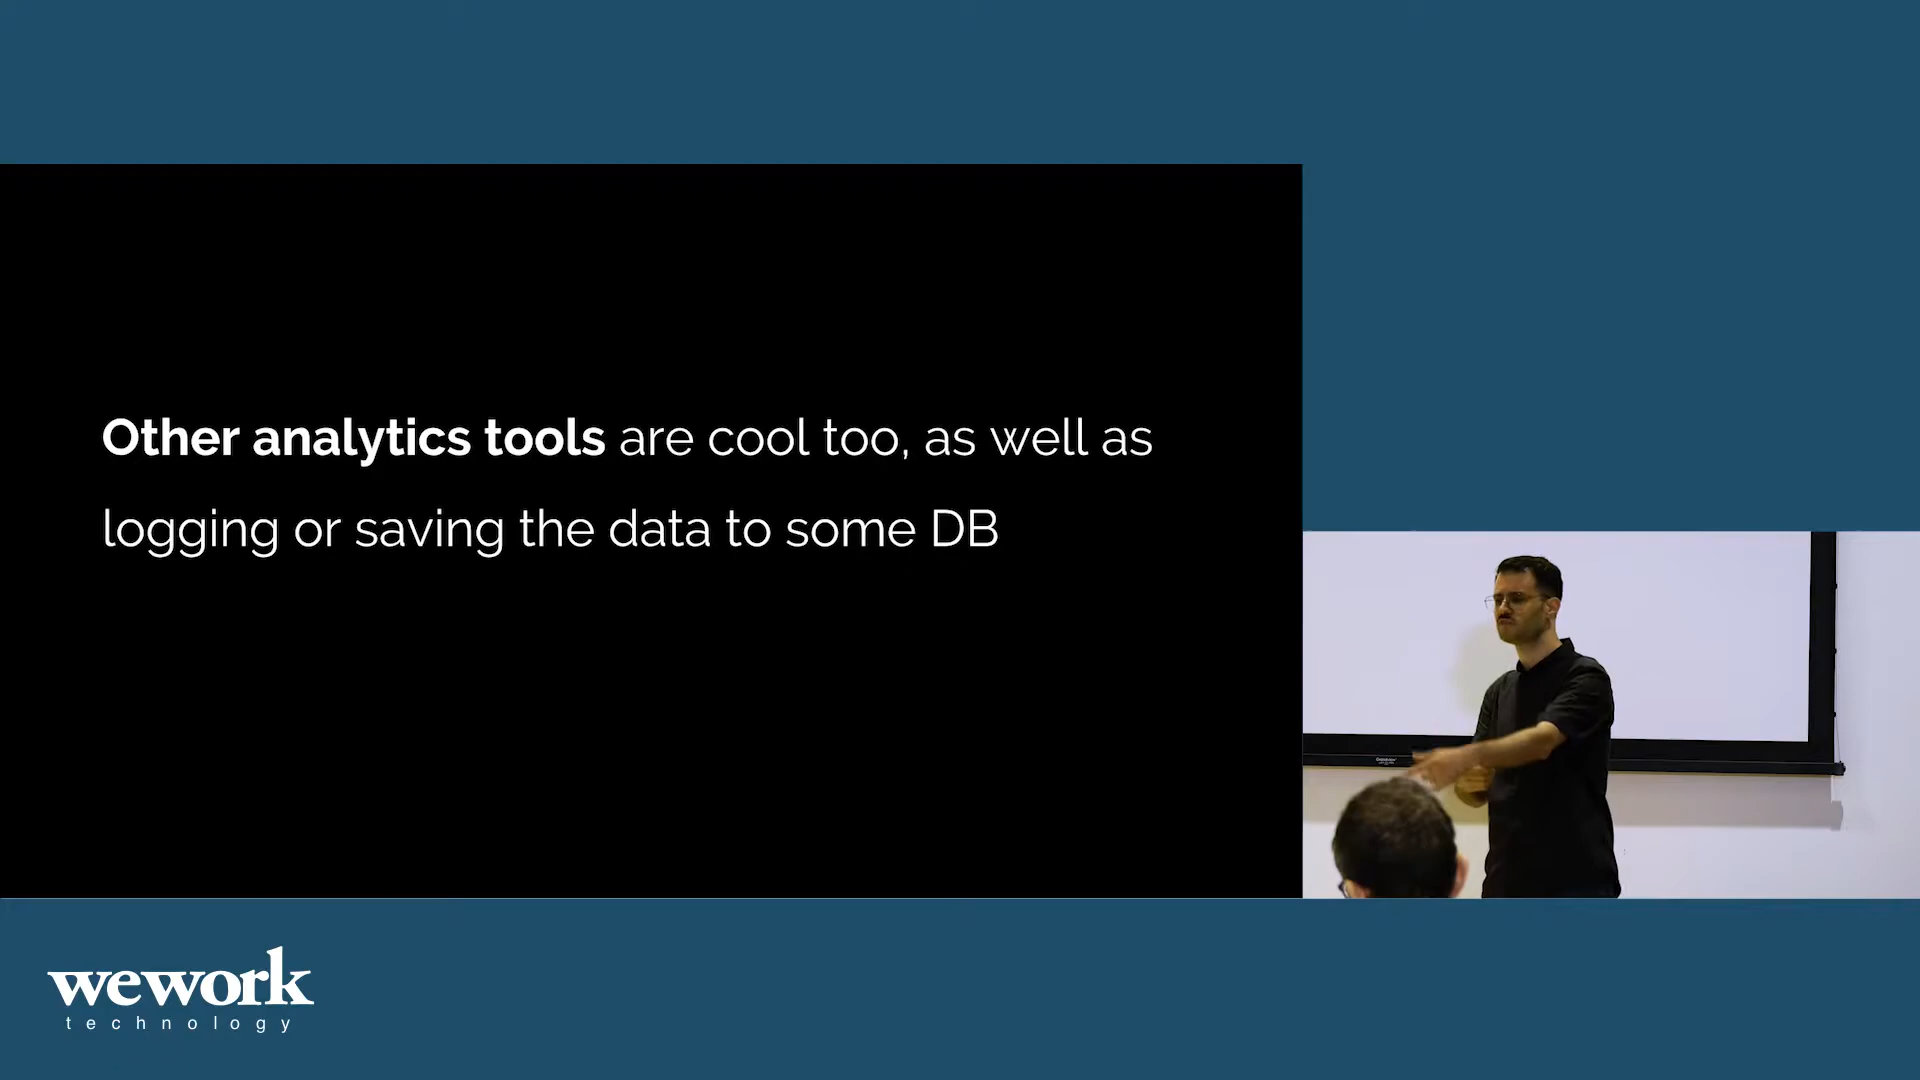 Other analytics tools are cool too, as well as
logging or saving the data to some DB
wework
technology